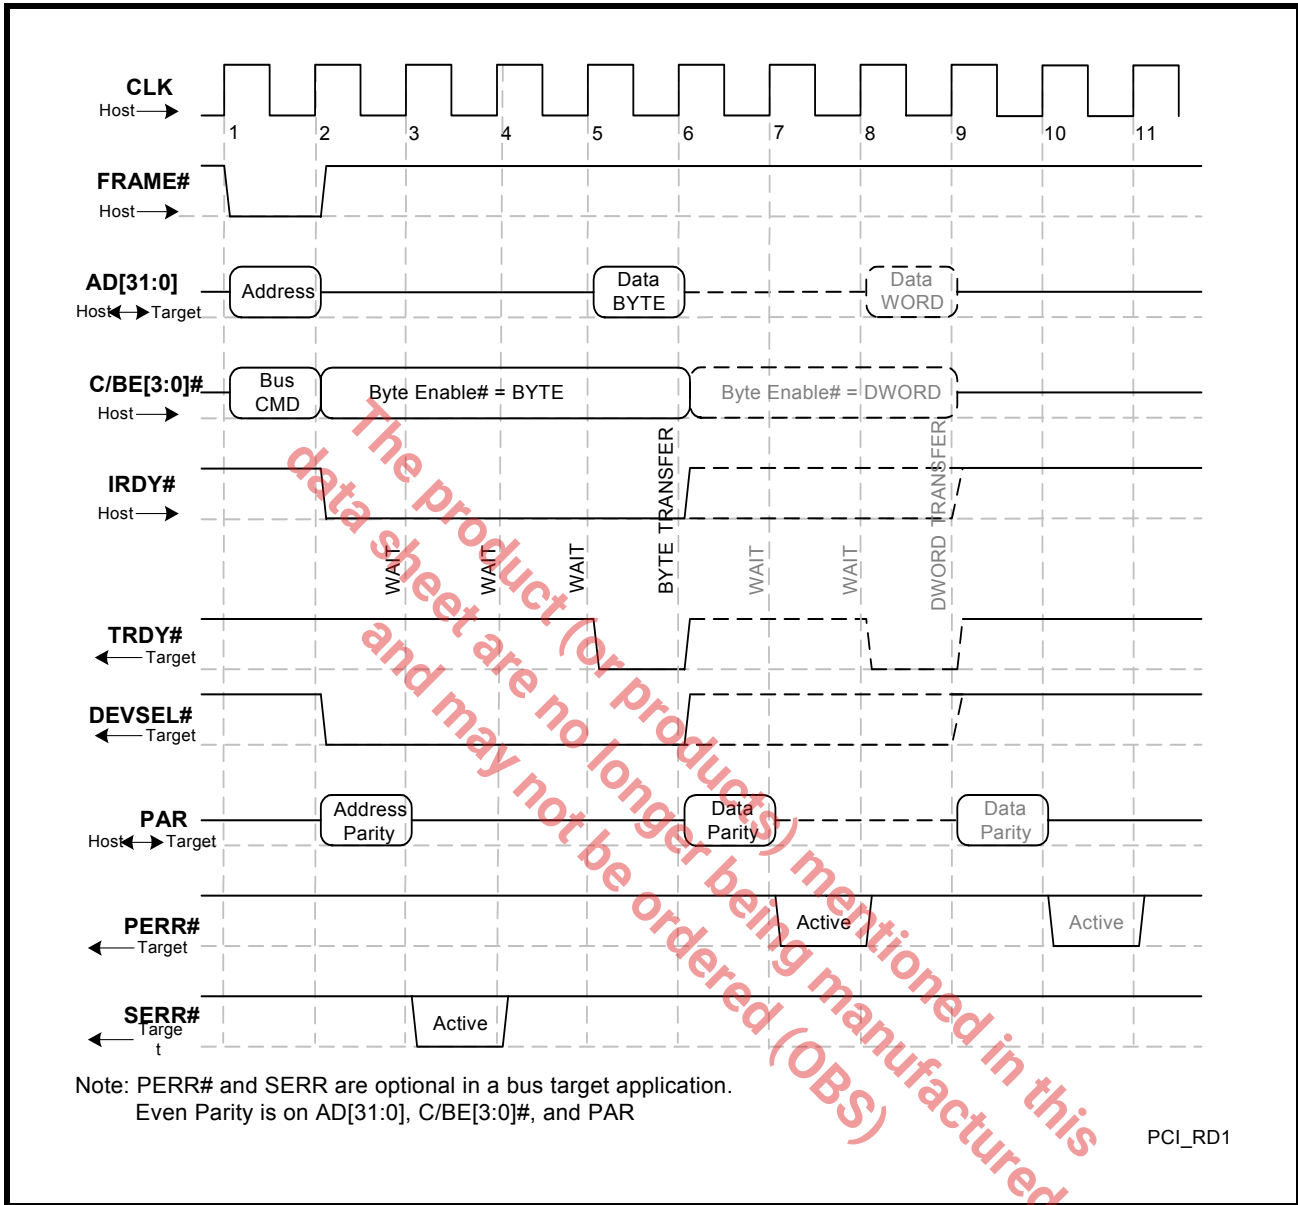 CLK
Host
1 2 3 4 5 6 7 8 9 10 11
FRAME#
Host
AD[31:0]
Host Target
Address
Data
BYTE
Data
WORD
C/BE[3:0]#
Host
Bus
CMD
Byte Enable# = BYTE
Byte Enable# = DWORD
IRDY#
Host
WAIT
WAIT
WAIT
BYTE TRANSFER
WAIT
WAIT
DWORD TRANSFER
TRDY#
Target
DEVSEL#
Target
PAR
Host Target
Address
Parity
Data
Parity
Data
Parity
PERR#
Target
Active
Active
SERR#
Targe
t
Active
Note: PERR# and SERR are optional in a bus target application.
Even Parity is on AD[31:0], C/BE[3:0]#, and PAR
PCI_RD1
The product (or products) mentioned in this
data sheet are no longer being manufactured
and may not be ordered (OBS)